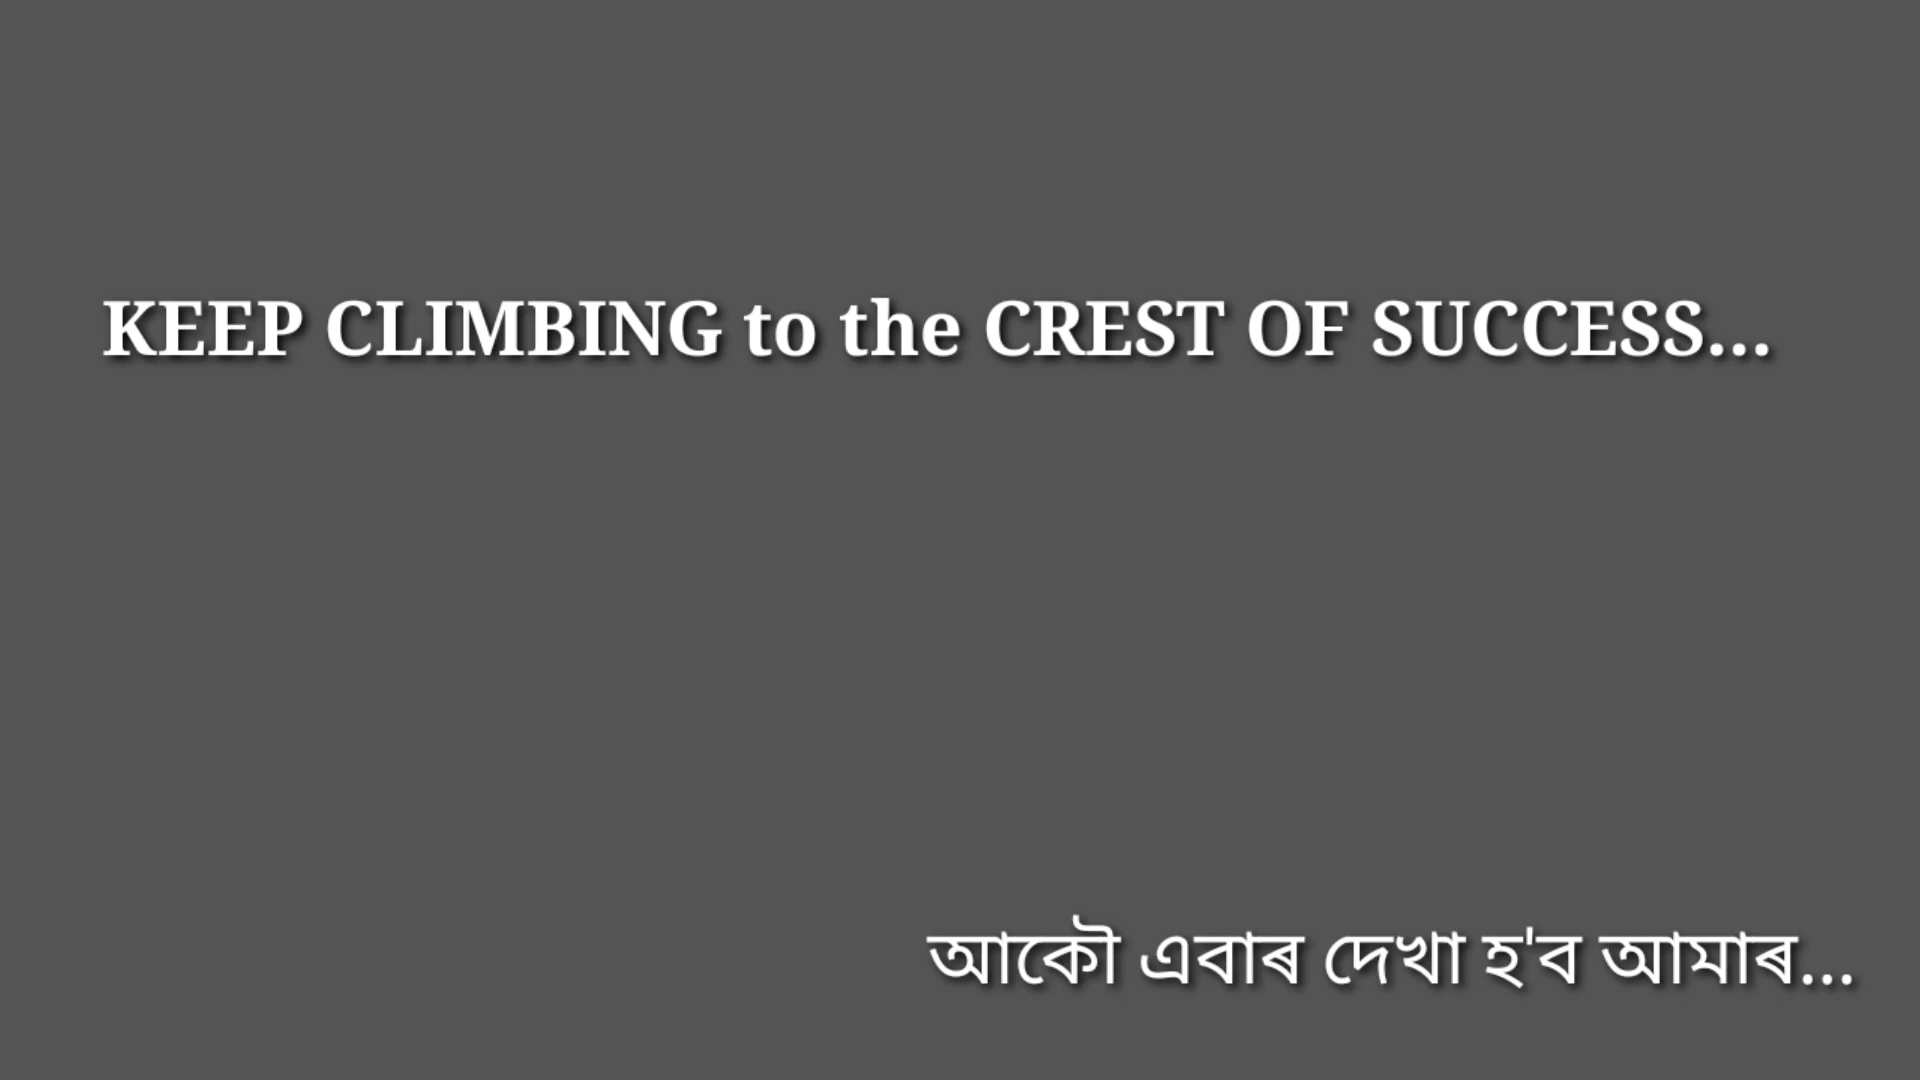 KEEP CLIMBING to the CREST OF SUCCESS...
আকৌ এবাৰ দেখা হ'ব আমাৰ...